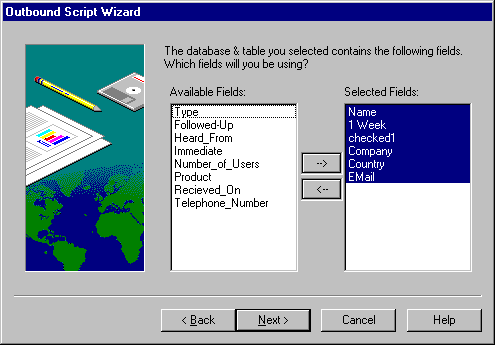 Outbound Script Wizard
The database & table you selected contains the following fields.
Which fields will you be using?
Available Fields:
Type
Followed-Up
Heard_From
Immediate
Number_of_Users
Product
Recieved_On
Telephone_Number
-->
<--
Selected Fields:
Name
1 Week
checked1
Company
Country
EMail
< Back
Next >
Cancel
Help